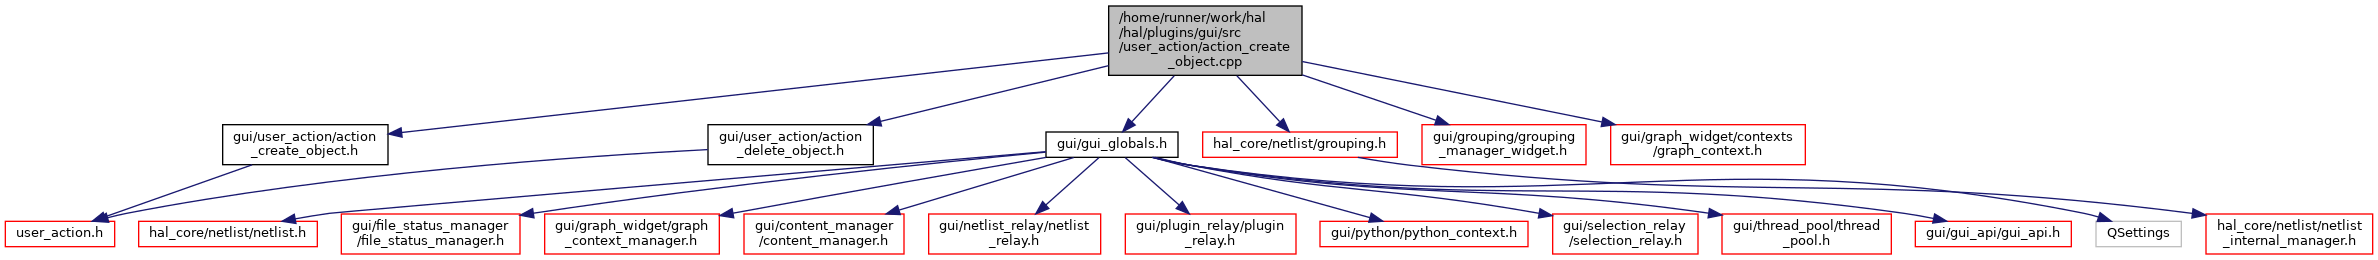 /home/runner/work/hal
/hal/plugins/gui/src
/user_action/action_create
_object.cpp
gui/user_action/action
_create_object.h
gui/user_action/action
_delete_object.h
gui/gui_globals.h
hal_core/netlist/grouping.h
gui/grouping/grouping
_manager_widget.h
gui/graph_widget/contexts
/graph_context.h
user_action.h
hal_core/netlist/netlist.h
gui/file_status_manager
/file_status_manager.h
gui/graph_widget/graph
_context_manager.h
gui/content_manager
/content_manager.h
gui/netlist_relay/netlist
_relay.h
gui/plugin_relay/plugin
_relay.h
gui/python/python_context.h
gui/selection_relay
/selection_relay.h
gui/thread_pool/thread
_pool.h
gui/gui_api/gui_api.h
QSettings
hal_core/netlist/netlist
_internal_manager.h